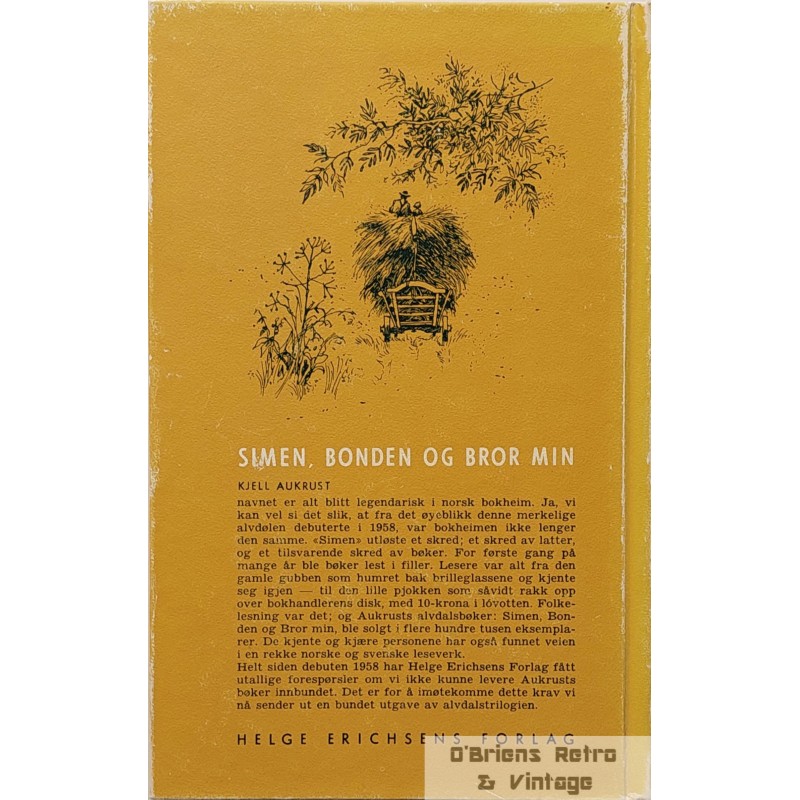 SIMEN, BONDEN OG BROR MIN
KJELL AUKRUST
navnet er alt blitt legendarisk i norsk bokheim. Ja, vi
kan vel si det slik, at fra det øyeblikk denne merkelige
alvdølen debuterte i 1958, var bokheimen ikke lenger
den samme. «Simen» utløste et skred; et skred av latter,
og et tilsvarende skred av bøker. For første gang på
mange år ble bøker lest i filler. Lesere var alt fra den
gamle gubben som humret bak brilleglassene og kjente
seg igjen — til den lille pjokken som såvidt rakk opp
over bokhandlerens disk, med 10-krona i lóvotten. Folke-
lesning var det; og Aukrusts alvdalsbøker: Simen, Bon-
den og Bror min, ble solgt i flere hundre tusen eksempla-
rer. De kjente og kjære personene har også funnet veien
i en rekke norske og svenske leseverk.
Helt siden debuten 1958 har Helge Erichsens Forlag fått
utallige forespørsler om vi ikke kunne levere Aukrusts
bøker innbundet. Det er for å imøtekomme dette krav vi
nå sender ut en bundet utgave av alvdalstrilogien.
HELGE ERICHSENS FORLAG
O'Briens Retro
& Vintage